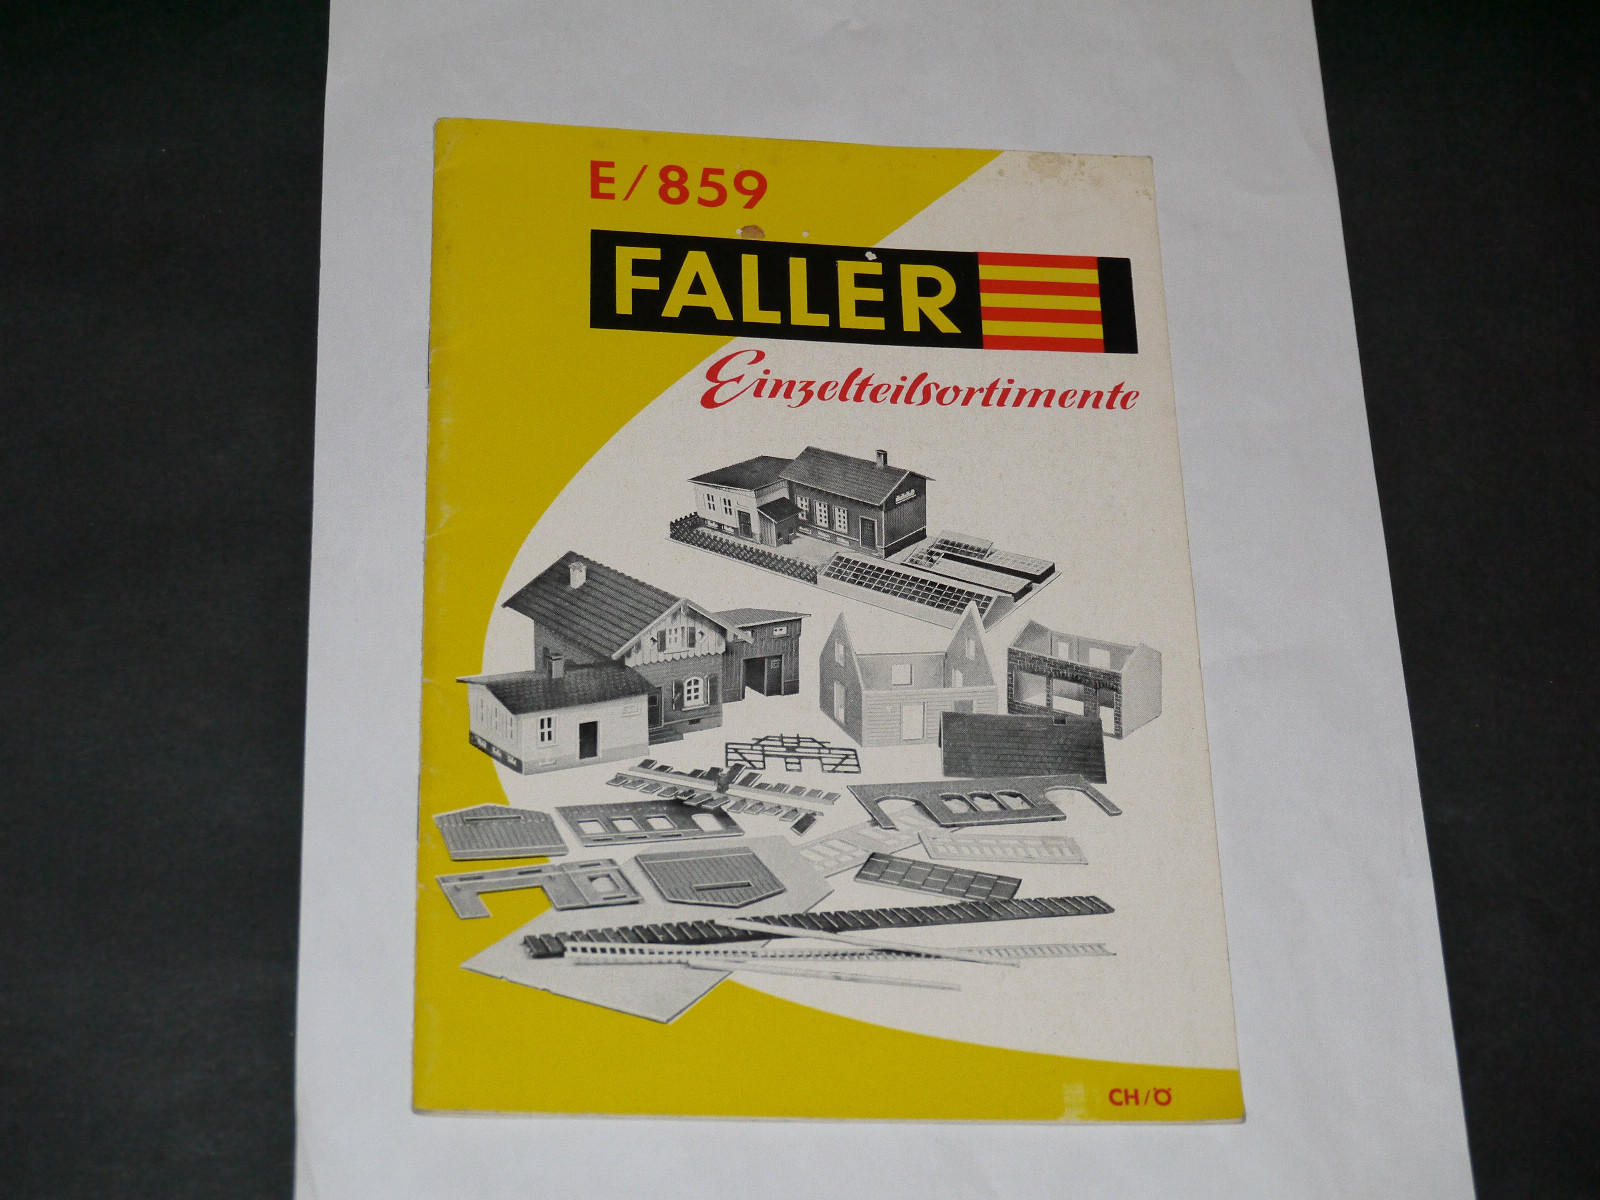 E/859
FALLER
Einzelteilsortimente
CH/Ö